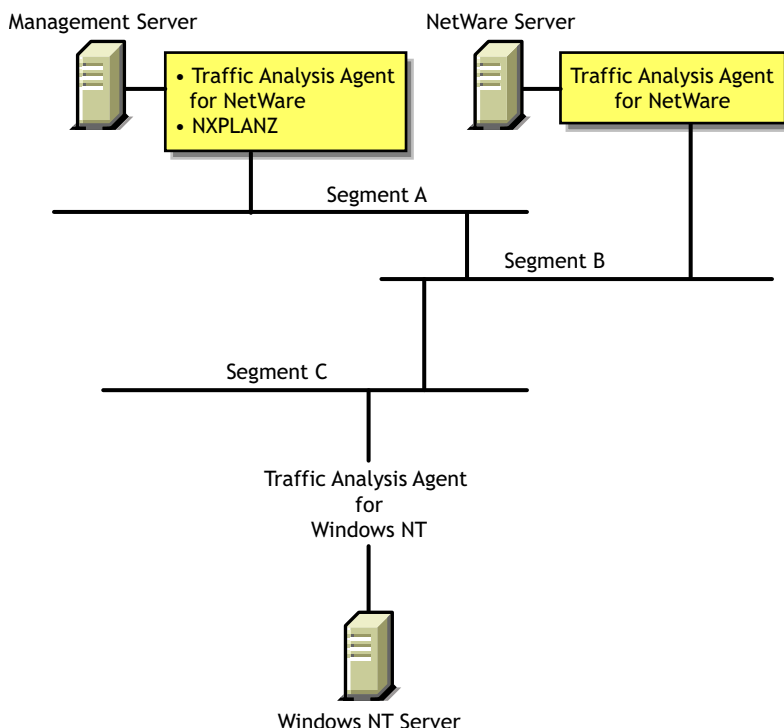 Management Server
NetWare Server
• Traffic Analysis Agent
for NetWare
• NXPLANZ
Traffic Analysis Agent
for NetWare
Segment A
Segment B
Segment C
Traffic Analysis Agent
for
Windows NT
Windows NT Server